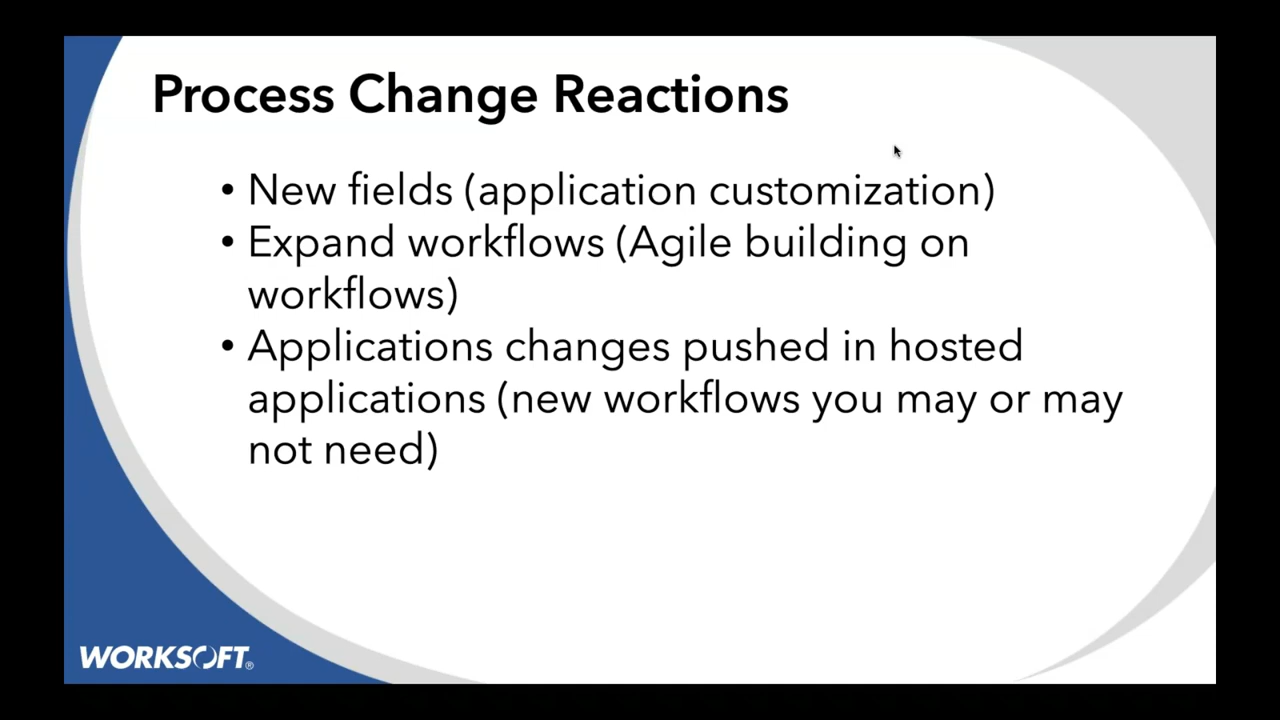 Process Change Reactions
• New fields (application customization)
• Expand workflows (Agile building on
workflows)
• Applications changes pushed in hosted
applications (new workflows you may or may
not need)
WORKSOFT®